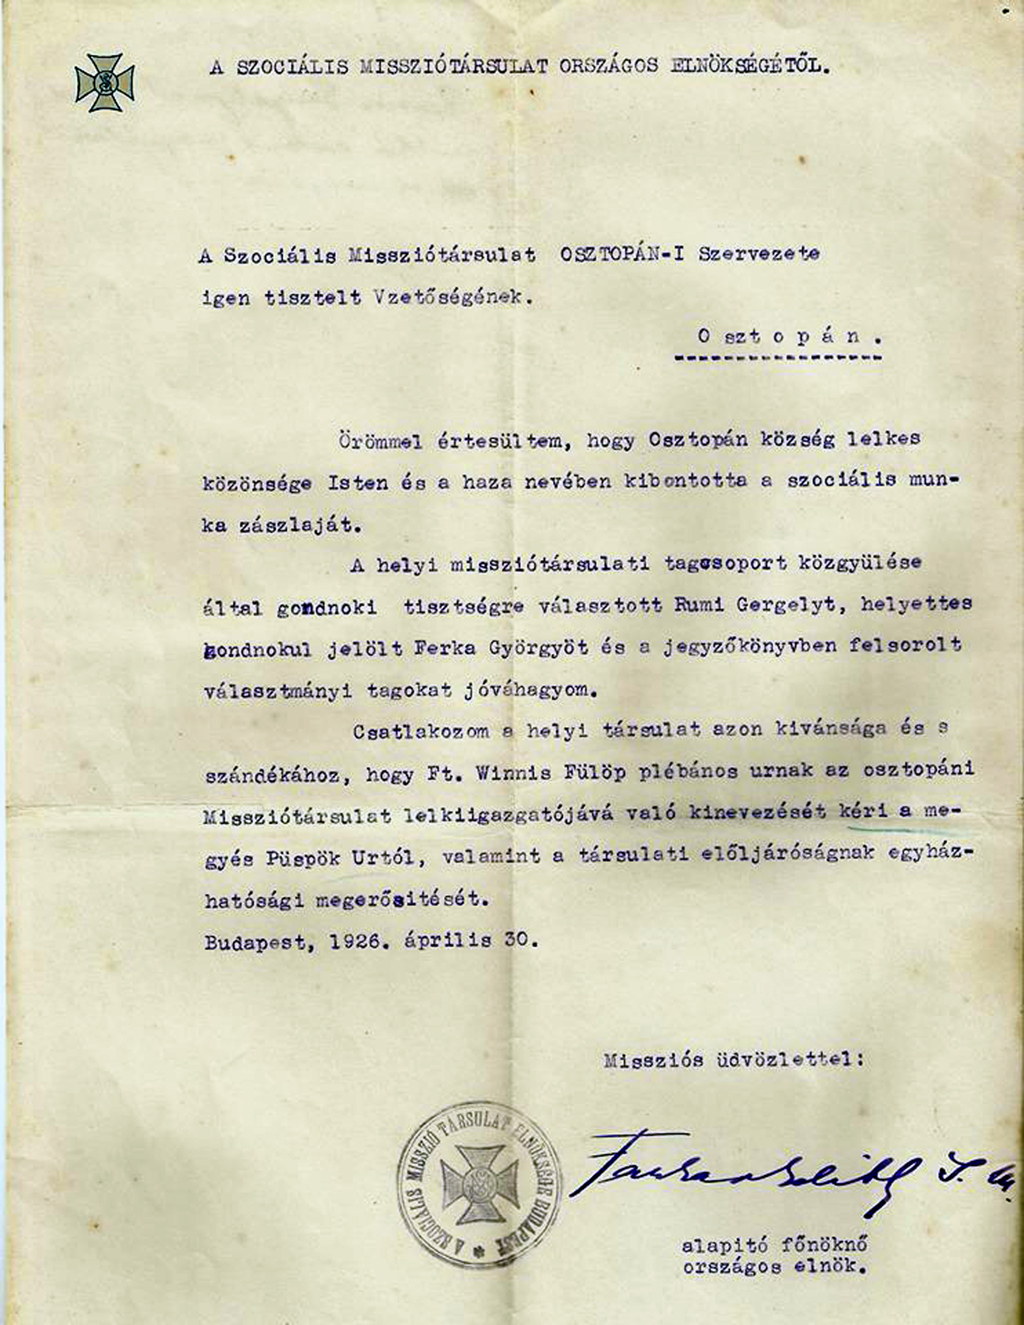 A SZOCIÁLIS MISSZIÓTÁRSULAT ORSZÁGOS ELNÖKSÉGÉTŐL.
A Szociális Missziótársulat OSZTOPÁN-I Szervezete
igen tisztelt Vzetőségének.
Osztopán.
Örömmel értesültem, hogy Osztopán község lelkes
közönsége Isten és a haza nevében kibontotta a szociális mun-
ka zászlaját.
A helyi missziótársulati tagcsoport közgyülése
által gondnoki tisztségre választott Rumi Gergelyt, helyettes
gondnokul jelölt Ferka Györgyöt és a jegyzőkönyvben felsorolt
választmányi tagokat jóváhagyom.
Csatlakozom a helyi társulat azon kivánsága és s
szándékához, hogy Ft. Winnis Fülöp plébános urnak az osztopáni
Missziótársulat lelkiigazgatójává való kinevezését kéri a me-
gyés Püspök Urtól, valamint a társulati előljáróságnak egyház-
hatósági megerősitését.
Budapest, 1926. április 30.
Missziós üdvözlettel:
A SZOCIÁLIS MISSZIÓ TÁRSULAT ELNÖKSÉGE BUDAPEST
Farkas Edith S. M.
alapitó főnöknő
országos elnök.